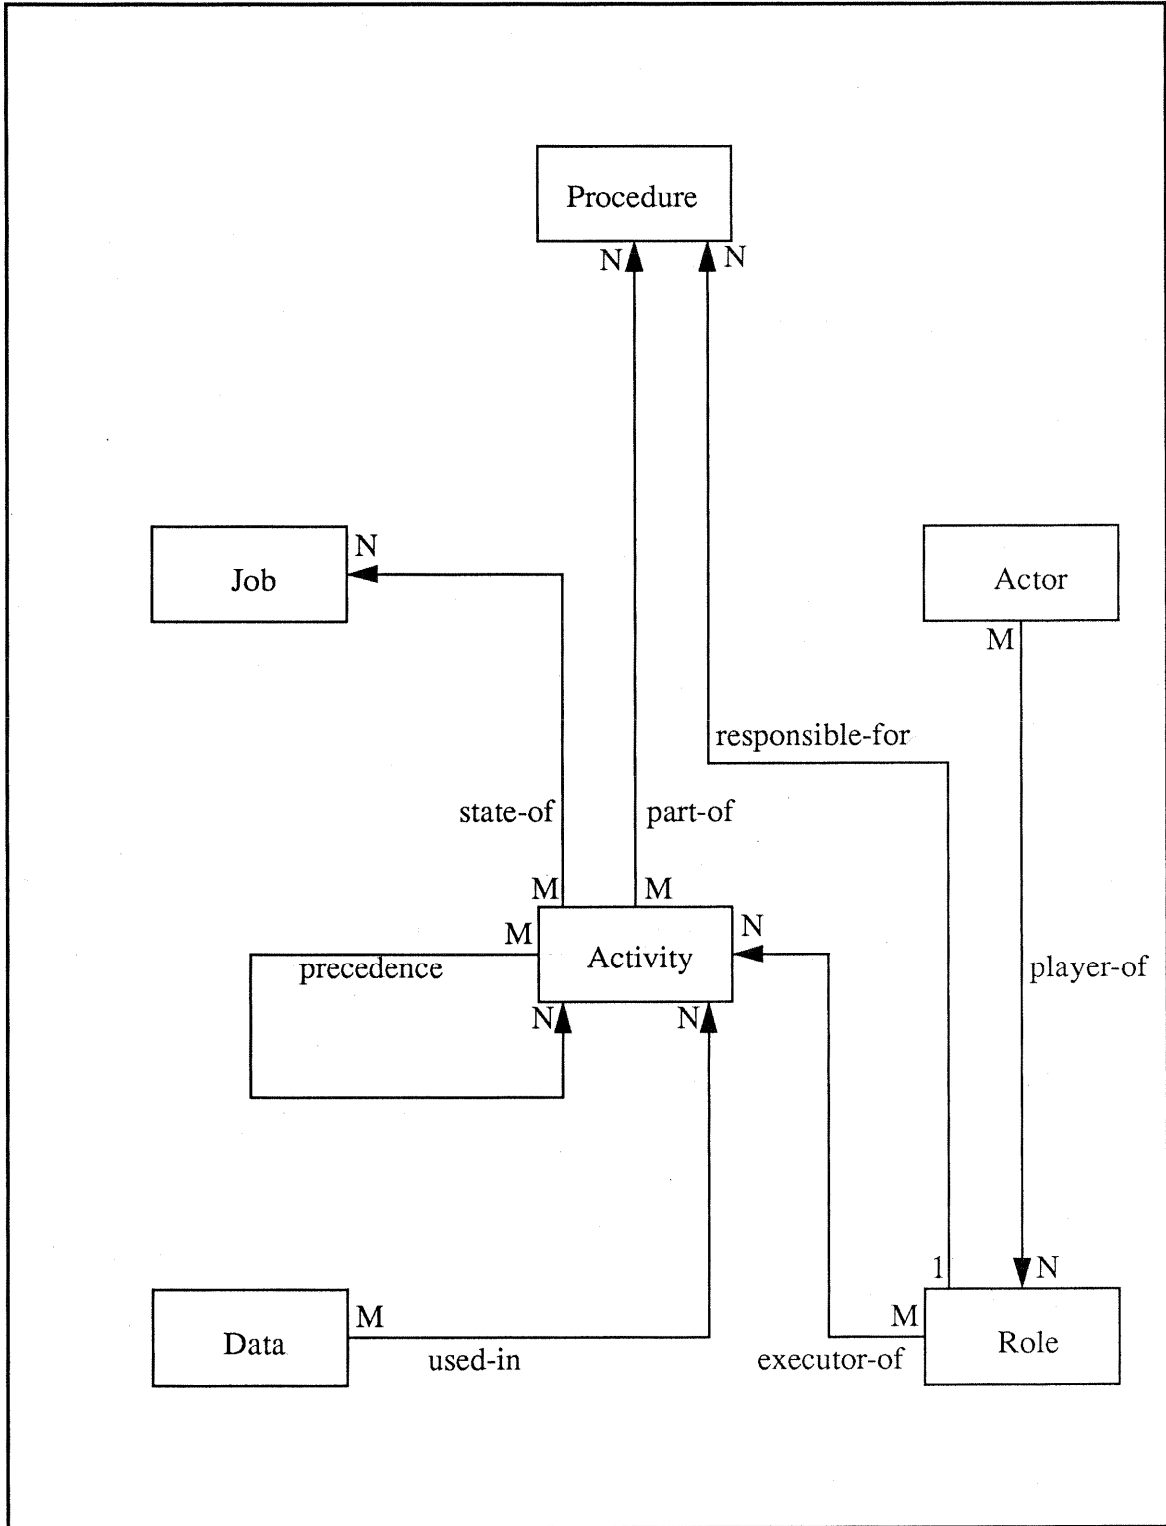 Procedure
N N
N
Job
Actor
M
responsible-for
state-of part-of
M M
M N
Activity
precedence
player-of
N N
1 N
M M
Data
Role
used-in executor-of